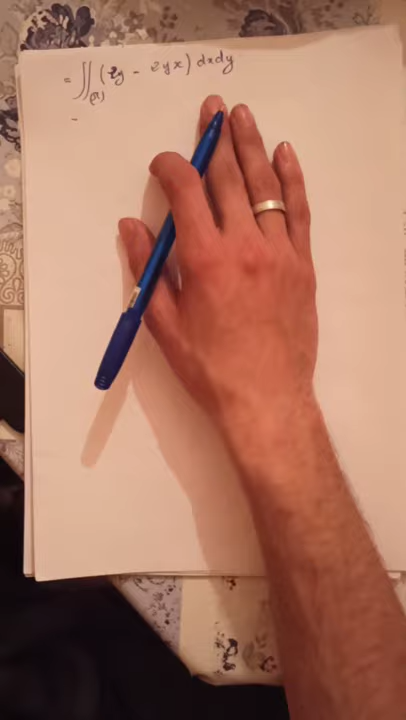 = ∬ (2y - 2yx) dxdy
(π)
-